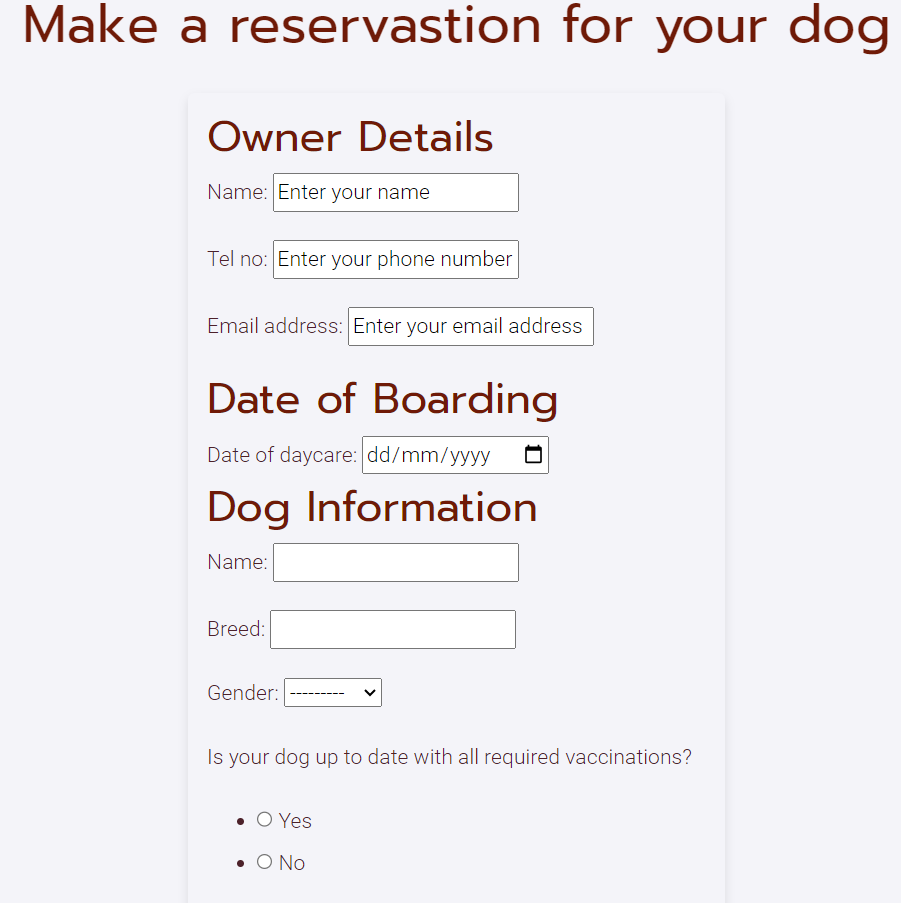 Make a reservastion for your dog
Owner Details
Name: Enter your name
Tel no: Enter your phone number
Email address: Enter your email address
Date of Boarding
Date of daycare: dd/mm/yyyy
Dog Information
Name:
Breed:
Gender: ---------
Is your dog up to date with all required vaccinations?
Yes
No